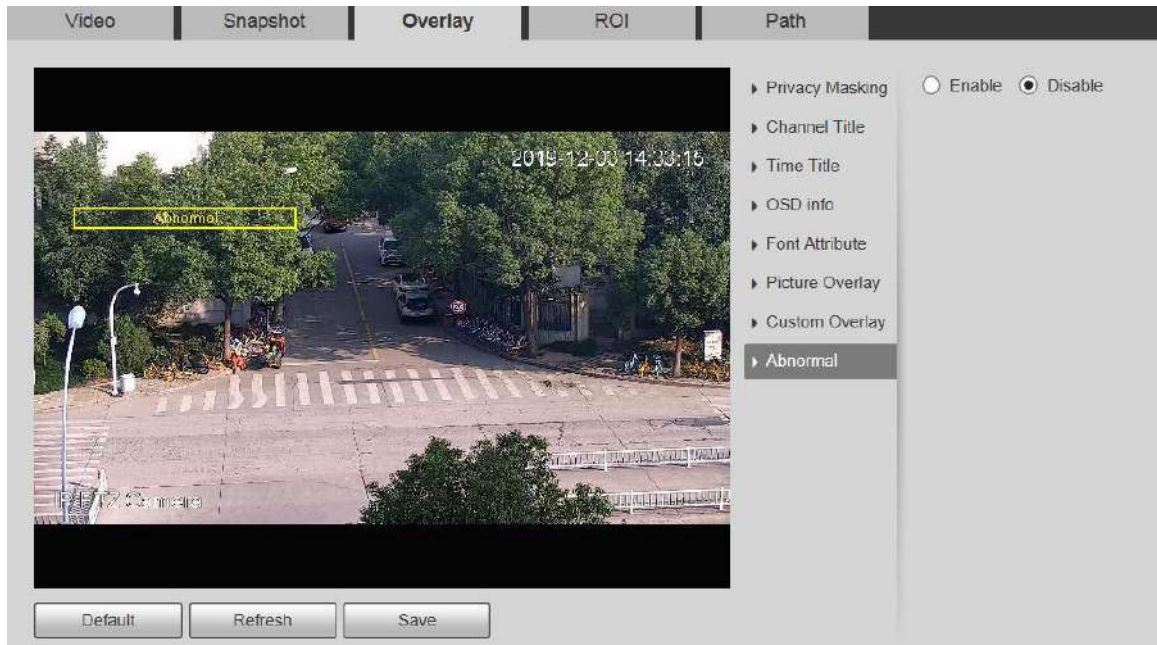 Video
Snapshot
Overlay
ROI
Path
2019-12-03 14:33:15
Abnormal
IP PTZ Camera
Privacy Masking
Channel Title
Time Title
OSD info
Font Attribute
Picture Overlay
Custom Overlay
Abnormal
Enable
Disable
Default
Refresh
Save